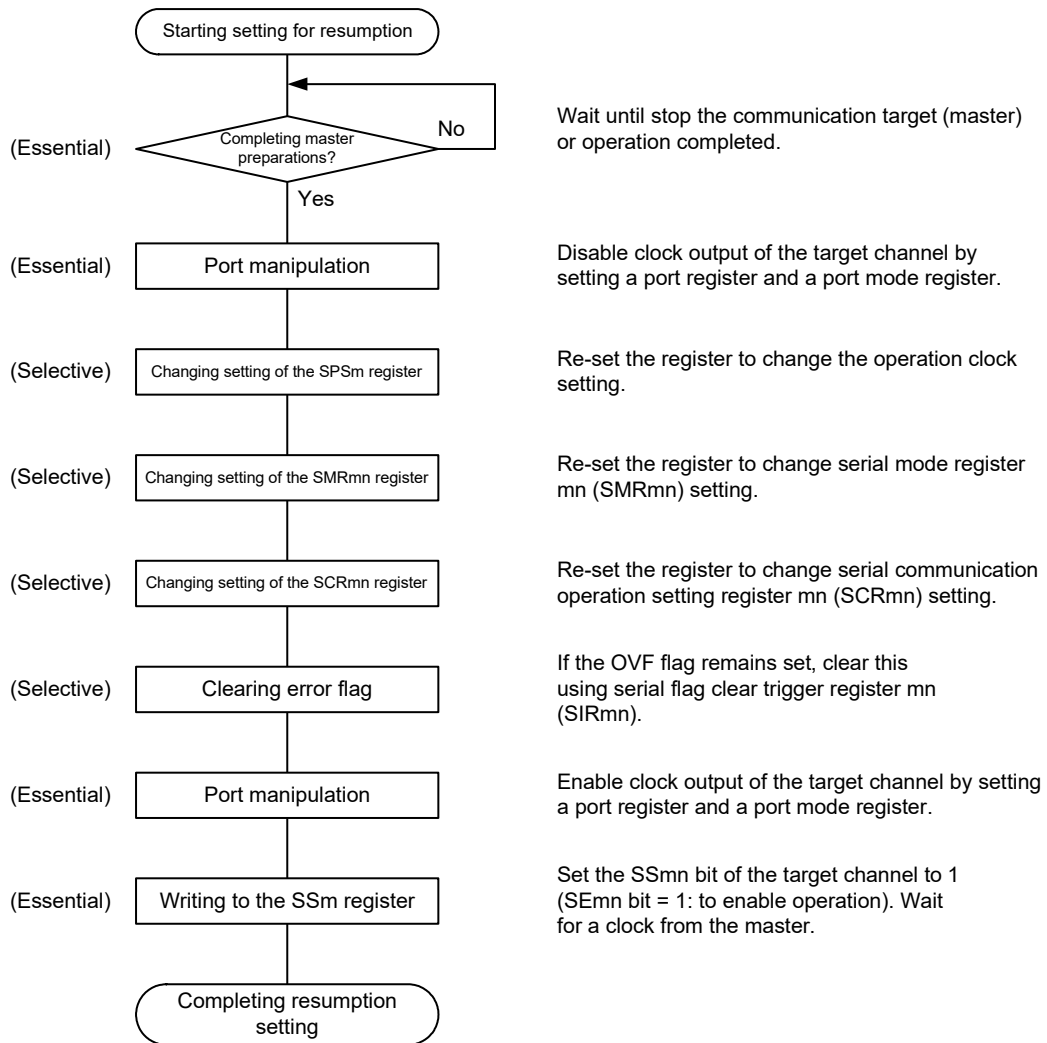 Starting setting for resumption
(Essential)
Completing master
preparations?
No
Yes
Wait until stop the communication target (master)
or operation completed.
(Essential)
Port manipulation
Disable clock output of the target channel by
setting a port register and a port mode register.
(Selective)
Changing setting of the SPSm register
Re-set the register to change the operation clock
setting.
(Selective)
Changing setting of the SMRmn register
Re-set the register to change serial mode register
mn (SMRmn) setting.
(Selective)
Changing setting of the SCRmn register
Re-set the register to change serial communication
operation setting register mn (SCRmn) setting.
(Selective)
Clearing error flag
If the OVF flag remains set, clear this
using serial flag clear trigger register mn
(SIRmn).
(Essential)
Port manipulation
Enable clock output of the target channel by setting
a port register and a port mode register.
(Essential)
Writing to the SSm register
Set the SSmn bit of the target channel to 1
(SEmn bit = 1: to enable operation). Wait
for a clock from the master.
Completing resumption
setting